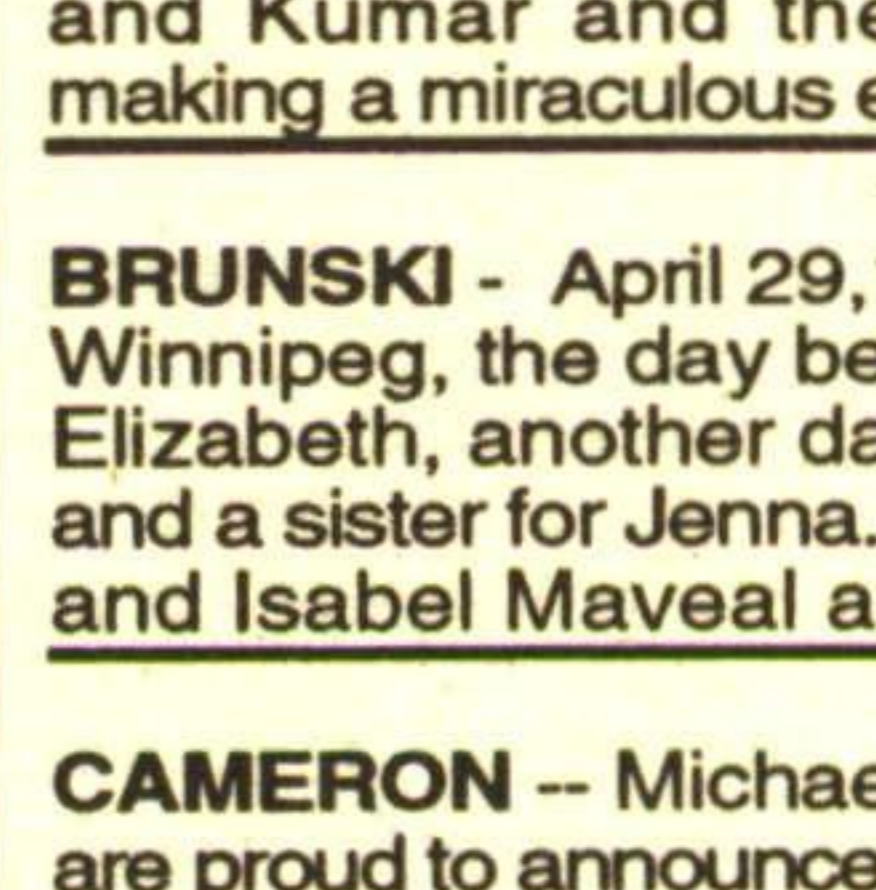 and Kumar and the
making a miraculous e
BRUNSKI - April 29,
Winnipeg, the day be
Elizabeth, another da
and a sister for Jenna.
and Isabel Maveal a
CAMERON -- Michae
are proud to announce